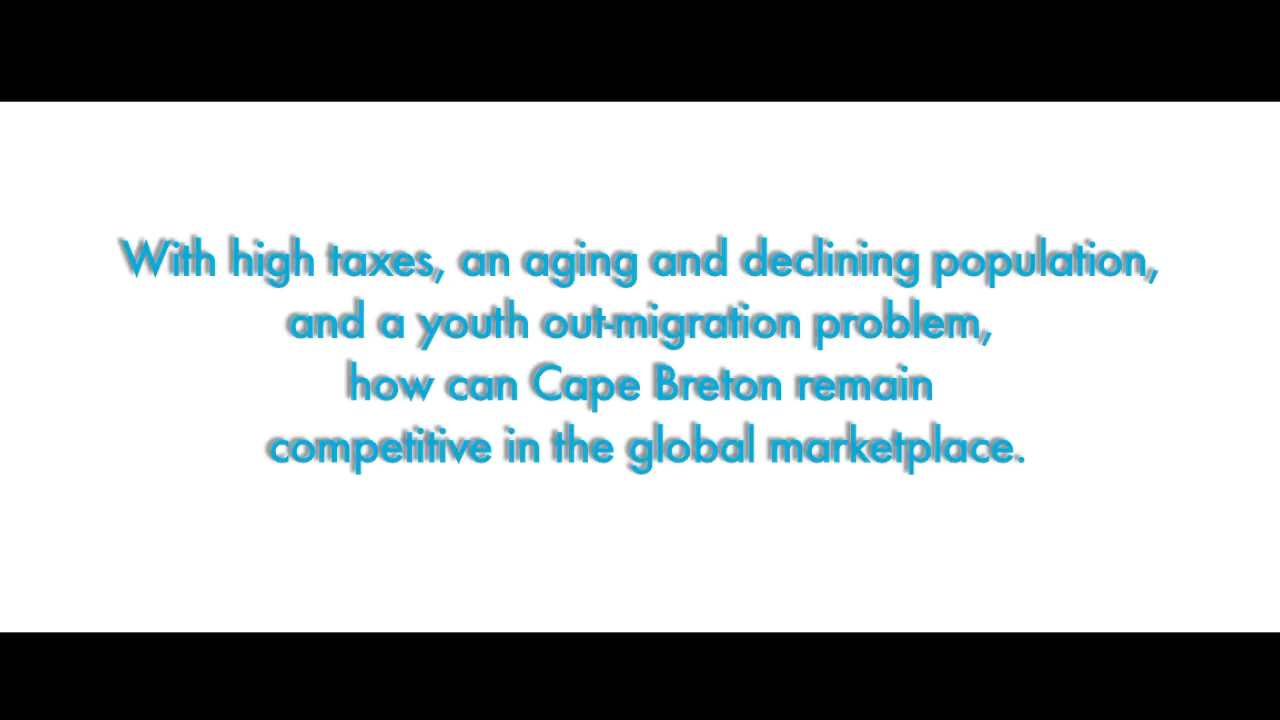 With high taxes, an aging and declining population,
and a youth out-migration problem,
how can Cape Breton remain
competitive in the global marketplace.